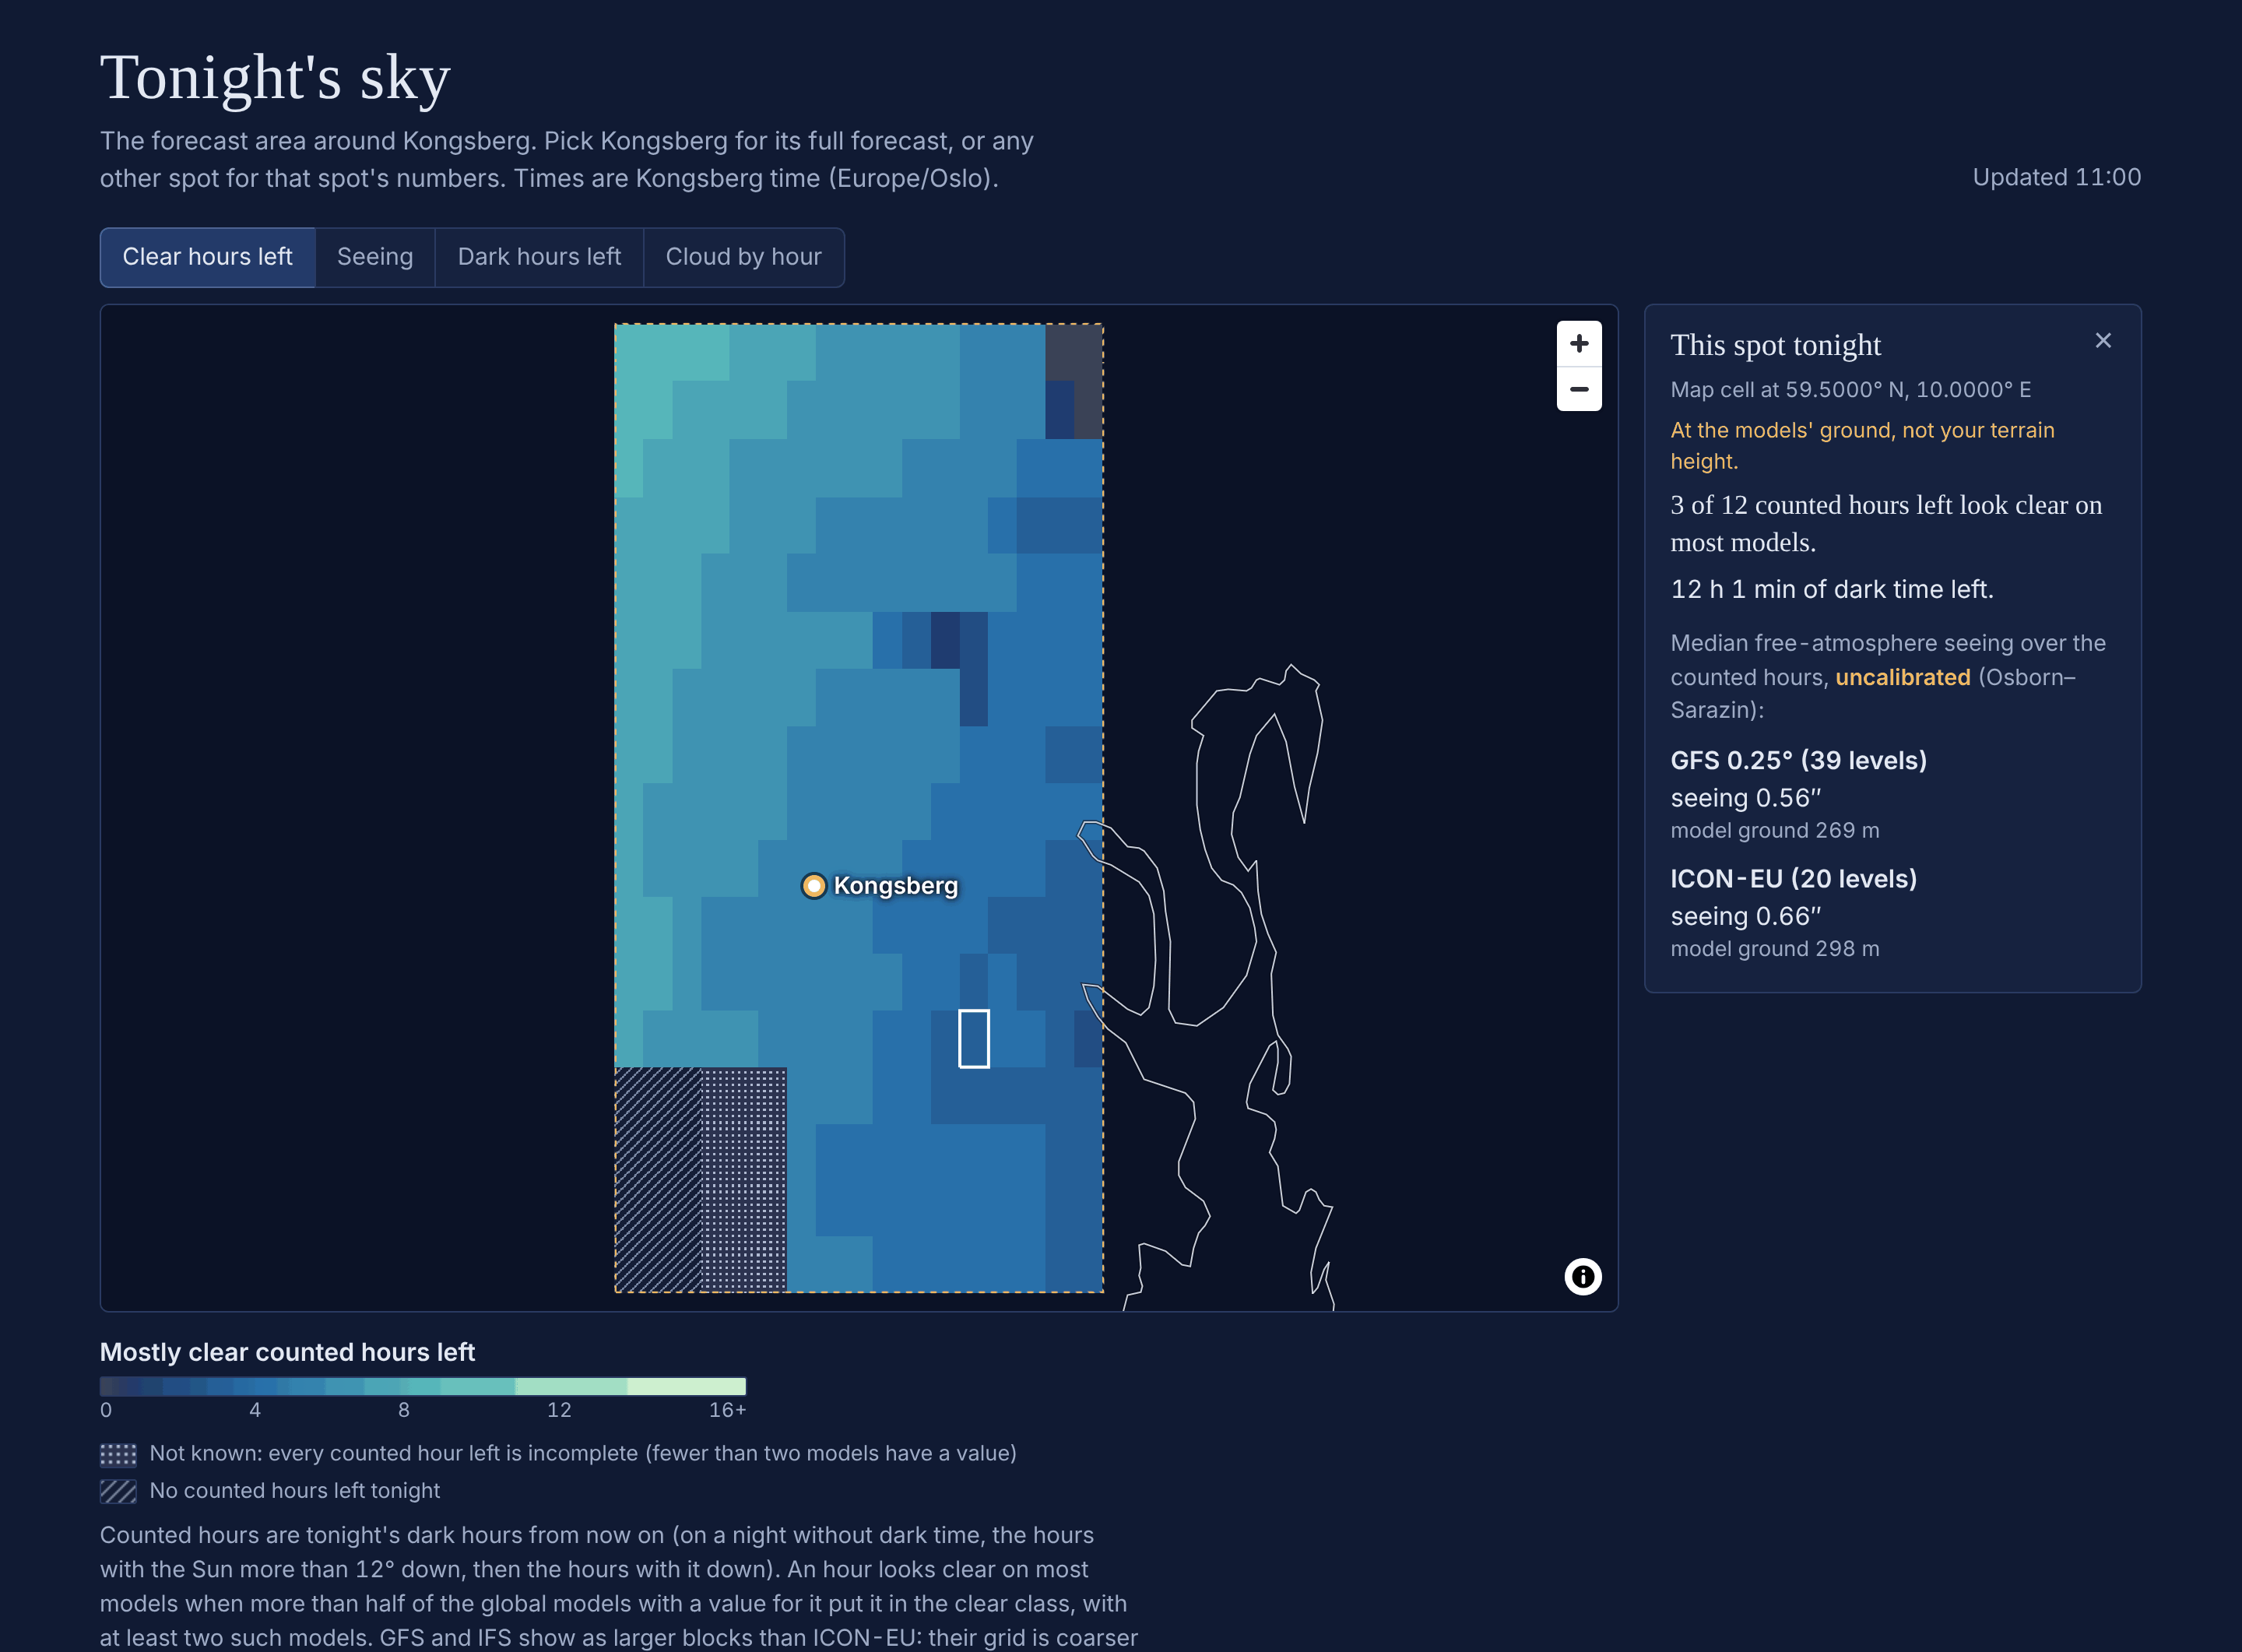 Tonight's sky
The forecast area around Kongsberg. Pick Kongsberg for its full forecast, or any
other spot for that spot's numbers. Times are Kongsberg time (Europe/Oslo).
Updated 11:00
Clear hours left
Seeing
Dark hours left
Cloud by hour
+
−
Kongsberg
This spot tonight
×
Map cell at 59.5000° N, 10.0000° E
At the models' ground, not your terrain
height.
3 of 12 counted hours left look clear on
most models.
12 h 1 min of dark time left.
Median free-atmosphere seeing over the
counted hours, uncalibrated (Osborn–
Sarazin):
GFS 0.25° (39 levels)
seeing 0.56″
model ground 269 m
ICON-EU (20 levels)
seeing 0.66″
model ground 298 m
Mostly clear counted hours left
0 4 8 12 16+
Not known: every counted hour left is incomplete (fewer than two models have a value)
No counted hours left tonight
Counted hours are tonight's dark hours from now on (on a night without dark time, the hours
with the Sun more than 12° down, then the hours with it down). An hour looks clear on most
models when more than half of the global models with a value for it put it in the clear class, with
at least two such models. GFS and IFS show as larger blocks than ICON-EU: their grid is coarser